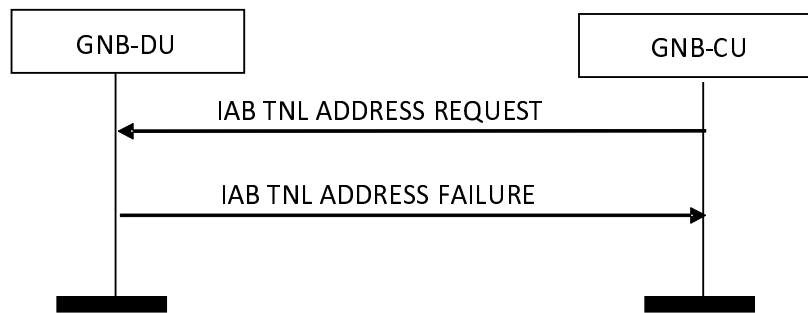 GNB-DU
GNB-CU
IAB TNL ADDRESS REQUEST
IAB TNL ADDRESS FAILURE